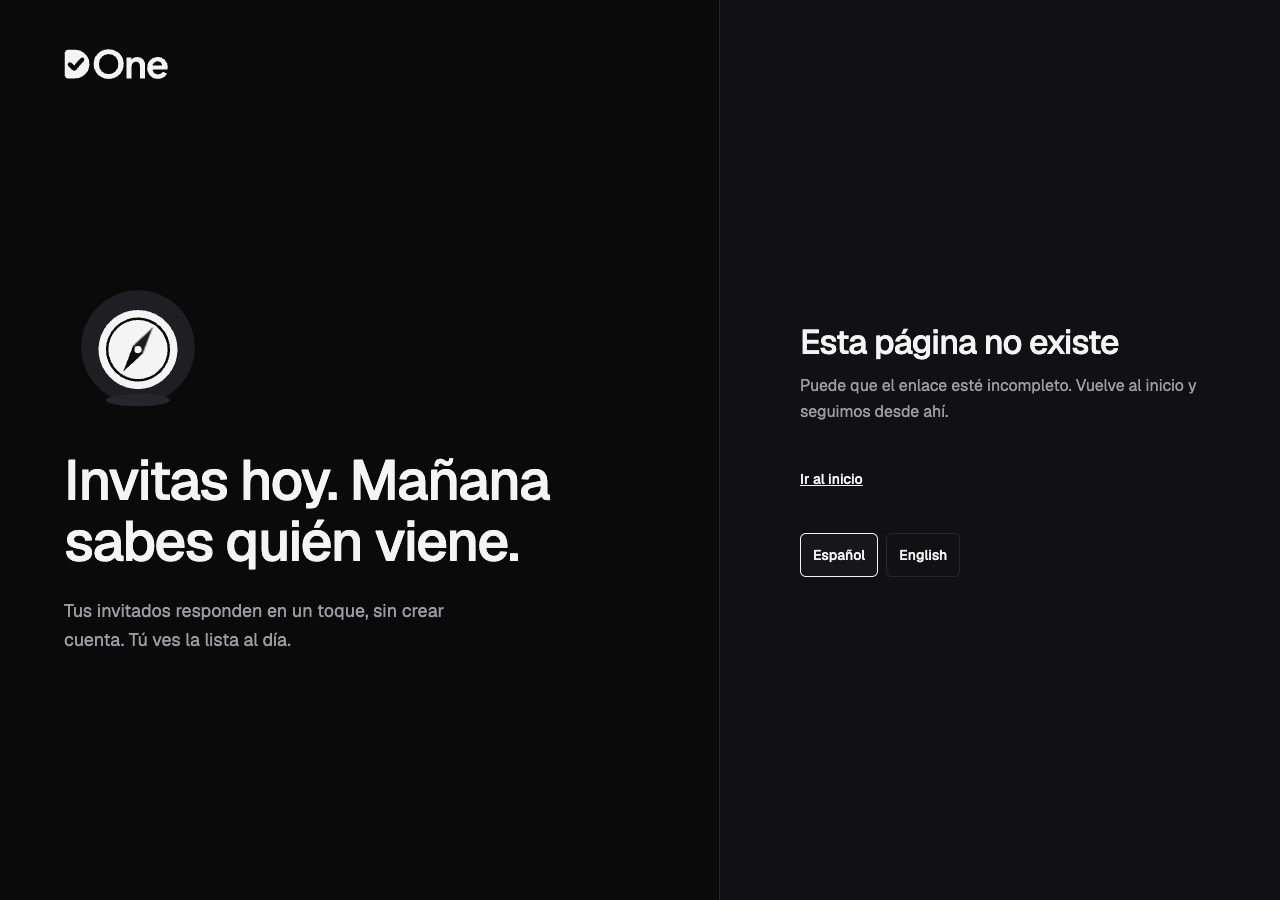 DOne
Invitas hoy. Mañana
sabes quién viene.
Tus invitados responden en un toque, sin crear
cuenta. Tú ves la lista al día.
Esta página no existe
Puede que el enlace esté incompleto. Vuelve al inicio y
seguimos desde ahí.
Ir al inicio
Español
English